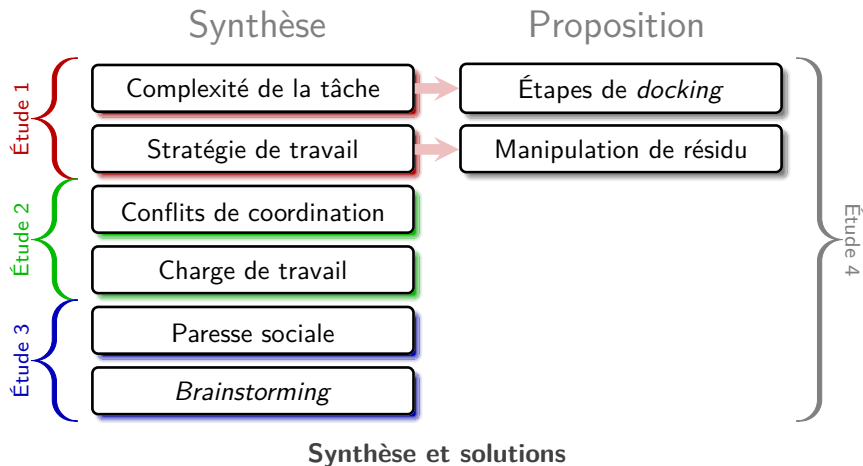 Synthèse
Proposition
Étude 1
Complexité de la tâche
Étapes de docking
Stratégie de travail
Manipulation de résidu
Étude 2
Conflits de coordination
Charge de travail
Étude 3
Paresse sociale
Brainstorming
Étude 4
Synthèse et solutions